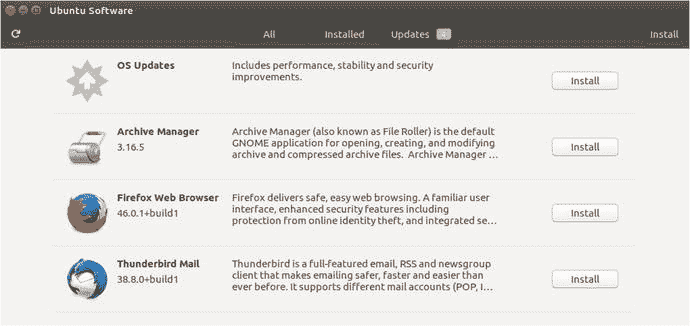 Ubuntu Software
All Installed Updates 4 Install
OS Updates
Includes performance, stability and security
improvements.
Install
Archive Manager
3.16.5
Archive Manager (also known as File Roller) is the default
GNOME application for opening, creating, and modifying
archive and compressed archive files. Archive Manager ...
Install
Firefox Web Browser
46.0.1+build1
Firefox delivers safe, easy web browsing. A familiar user
interface, enhanced security features including
protection from online identity theft, and integrated se...
Install
Thunderbird Mail
38.8.0+build1
Thunderbird is a full-featured email, RSS and newsgroup
client that makes emailing safer, faster and easier than
ever before. It supports different mail accounts (POP, I...
Install